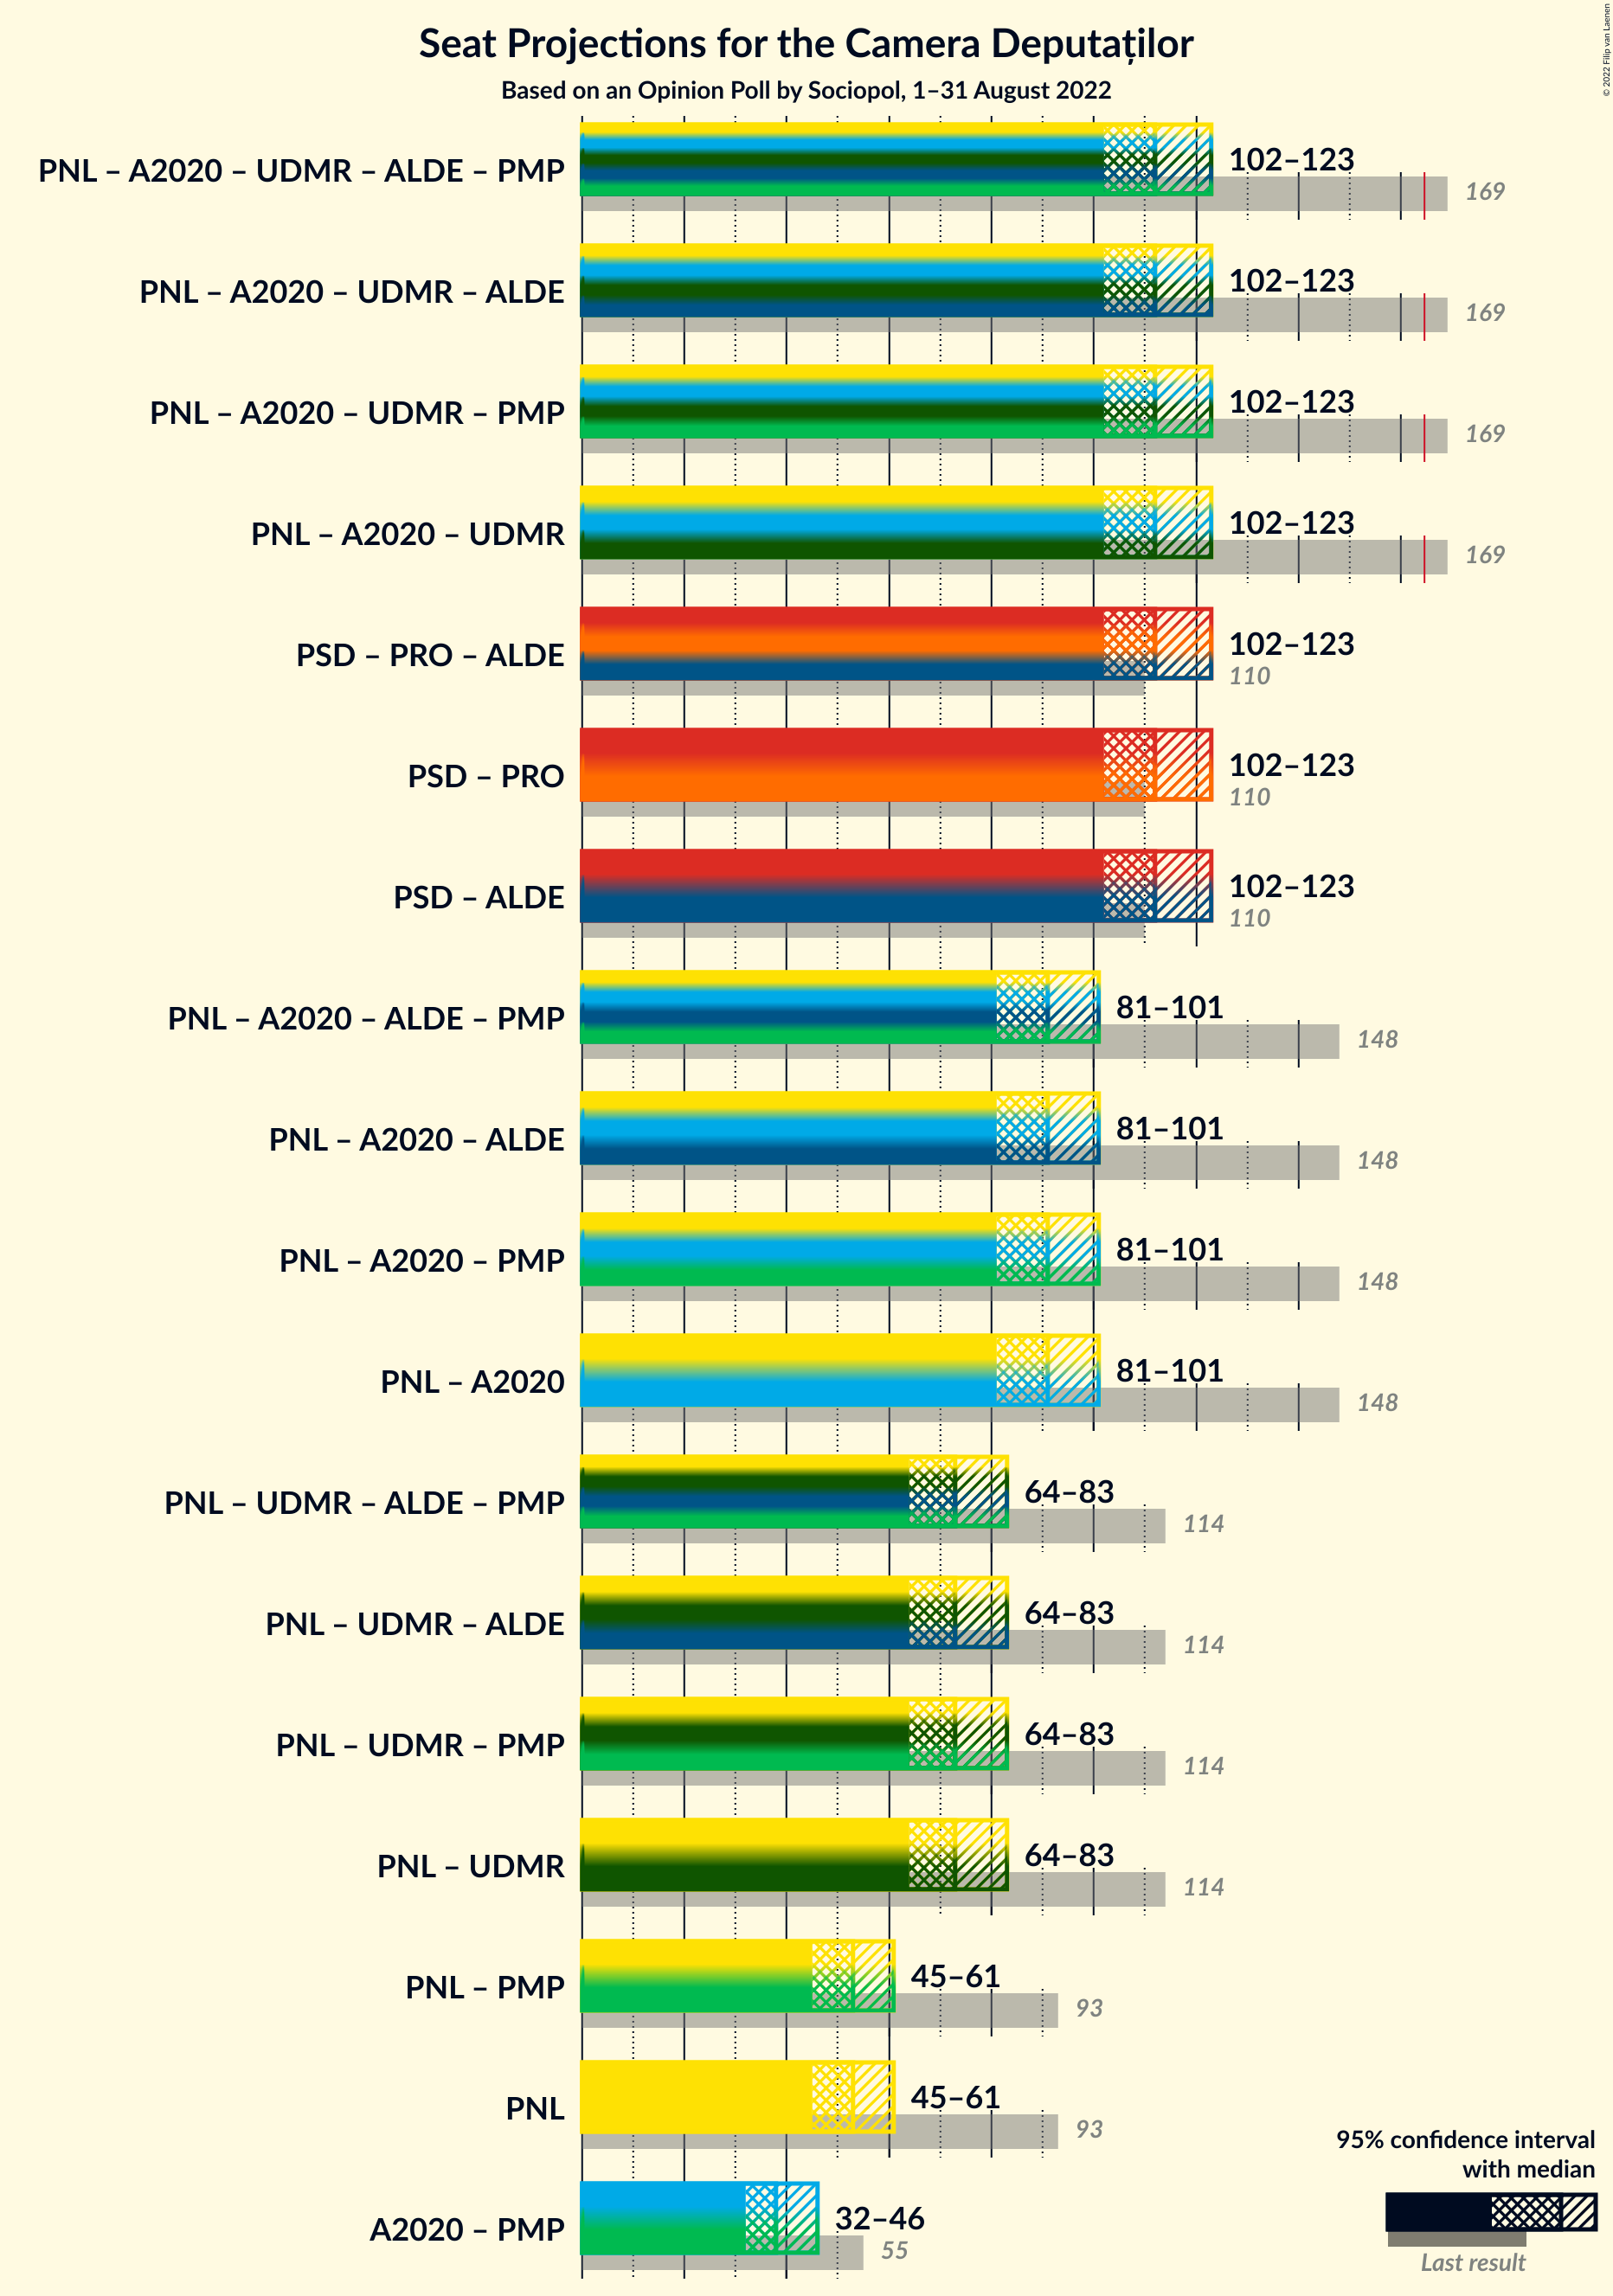 Seat Projections for the Camera Deputaților
Based on an Opinion Poll by Sociopol, 1–31 August 2022
© 2022 Filip van Laenen
PNL – A2020 – UDMR – ALDE – PMP
102–123
169
PNL – A2020 – UDMR – ALDE
102–123
169
PNL – A2020 – UDMR – PMP
102–123
169
PNL – A2020 – UDMR
102–123
169
PSD – PRO – ALDE
102–123
110
PSD – PRO
102–123
110
PSD – ALDE
102–123
110
PNL – A2020 – ALDE – PMP
81–101
148
PNL – A2020 – ALDE
81–101
148
PNL – A2020 – PMP
81–101
148
PNL – A2020
81–101
148
PNL – UDMR – ALDE – PMP
64–83
114
PNL – UDMR – ALDE
64–83
114
PNL – UDMR – PMP
64–83
114
PNL – UDMR
64–83
114
PNL – PMP
45–61
93
PNL
45–61
93
A2020 – PMP
32–46
55
95% confidence interval
with median
Last result